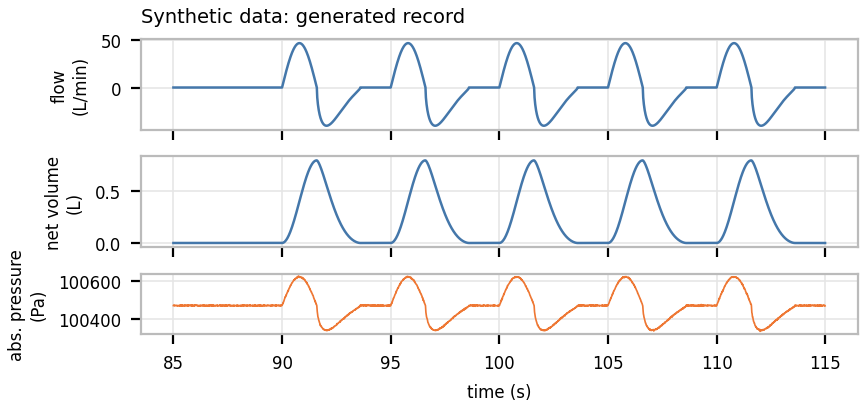 Synthetic data: generated record
flow
(L/min)
50
0
net volume
(L)
0.5
0.0
abs. pressure
(Pa)
100600
100400
85 90 95 100 105 110 115
time (s)